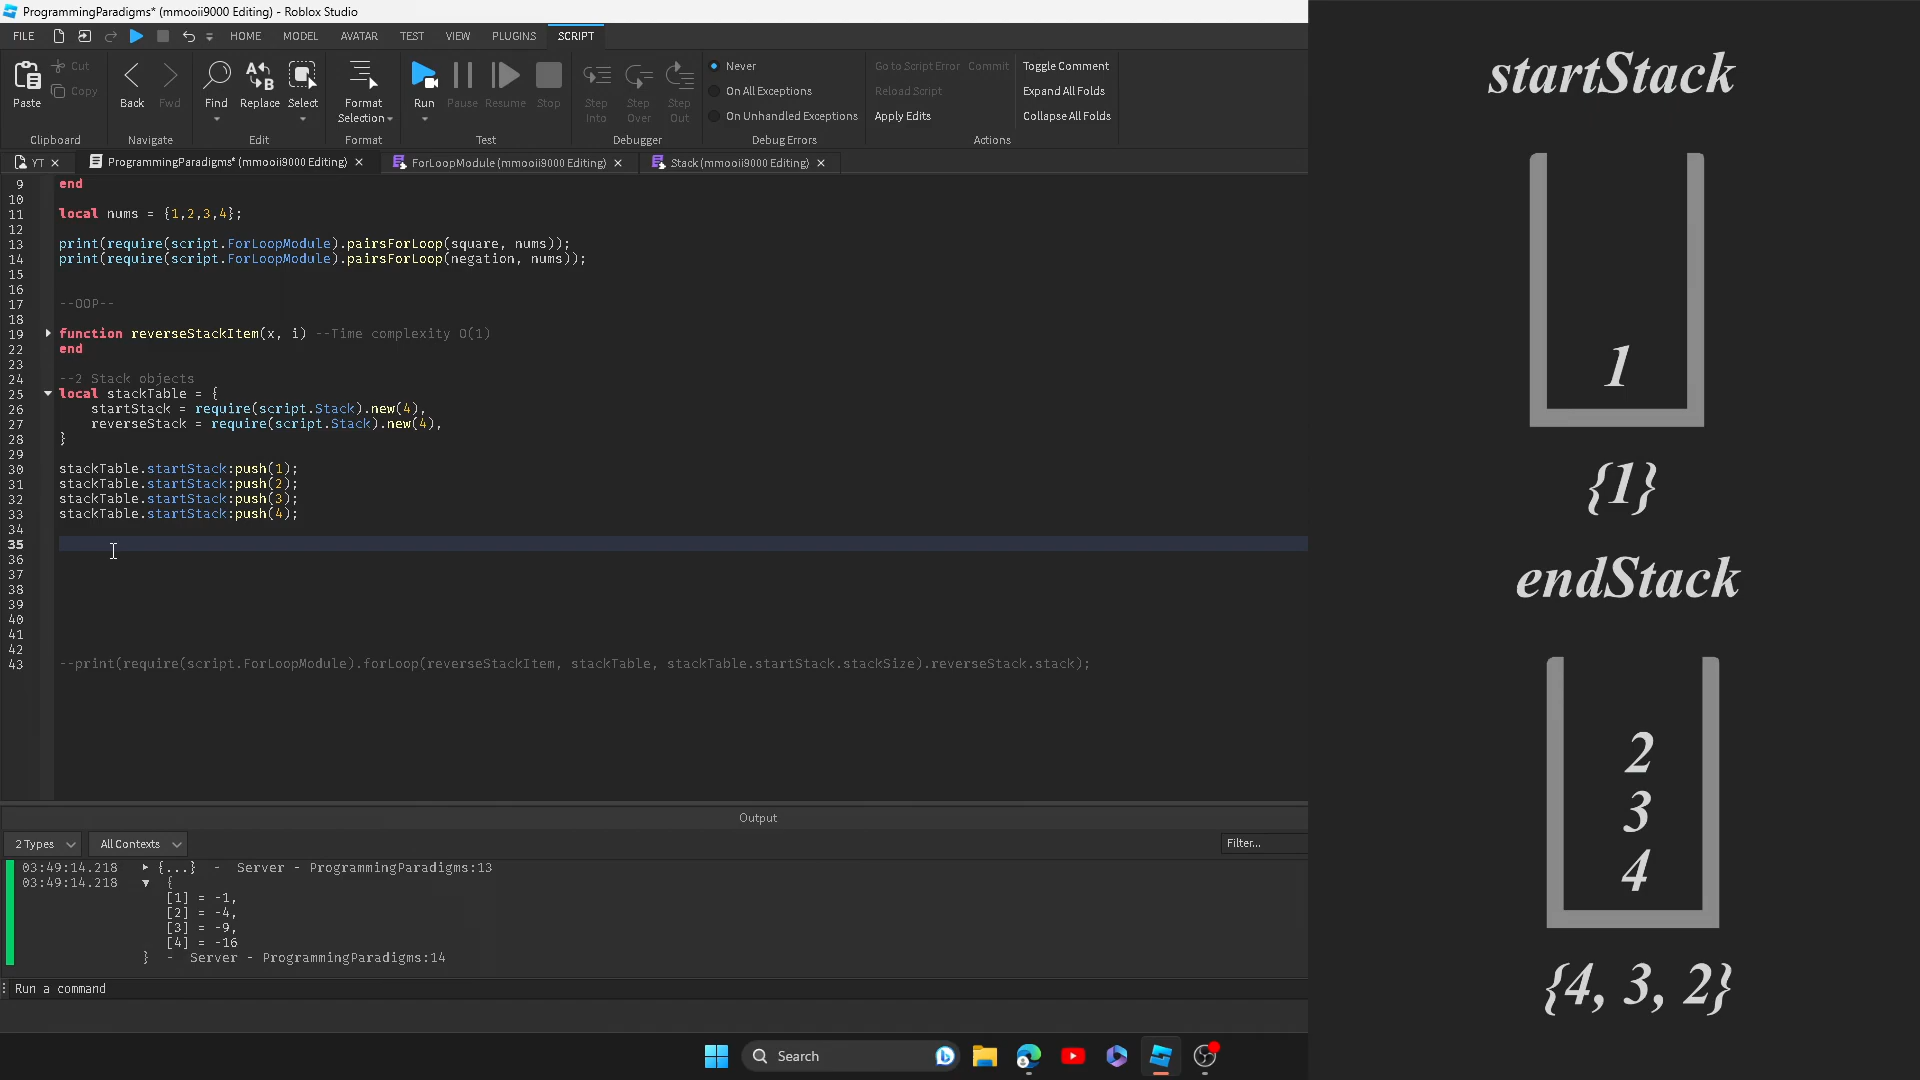 ProgrammingParadigms* (mmooii9000 Editing) - Roblox Studio
FILE HOME MODEL AVATAR TEST VIEW PLUGINS SCRIPT
Paste Cut Copy Clipboard
Back Fwd Navigate
Find Replace Select Edit
Format Selection Format
Run Pause Resume Stop Test
Step Into Step Over Step Out Debugger
Never
On All Exceptions
On Unhandled Exceptions
Debug Errors
Go to Script Error Commit
Reload Script
Apply Edits
Toggle Comment
Expand All Folds
Collapse All Folds
Actions
YT ProgrammingParadigms* (mmooii9000 Editing) ForLoopModule (mmooii9000 Editing) Stack (mmooii9000 Editing)
9 end
10
11 local nums = {1,2,3,4};
12
13 print(require(script.ForLoopModule).pairsForLoop(square, nums));
14 print(require(script.ForLoopModule).pairsForLoop(negation, nums));
15
16
17 --OOP--
18
19 function reverseStackItem(x, i) --Time complexity O(1)
22 end
23
24 --2 Stack objects
25 local stackTable = {
26 startStack = require(script.Stack).new(4),
27 reverseStack = require(script.Stack).new(4),
28 }
29
30 stackTable.startStack:push(1);
31 stackTable.startStack:push(2);
32 stackTable.startStack:push(3);
33 stackTable.startStack:push(4);
34
35
36
37
38
39
40
41
42
43 --print(require(script.ForLoopModule).forLoop(reverseStackItem, stackTable, stackTable.startStack.stackSize).reverseStack.stack);
Output
2 Types All Contexts Filter...
03:49:14.218 {...} - Server - ProgrammingParadigms:13
03:49:14.218 {
[1] = -1,
[2] = -4,
[3] = -9,
[4] = -16
} - Server - ProgrammingParadigms:14
Run a command
Search
startStack
1
{1}
endStack
2
3
4
{4, 3, 2}